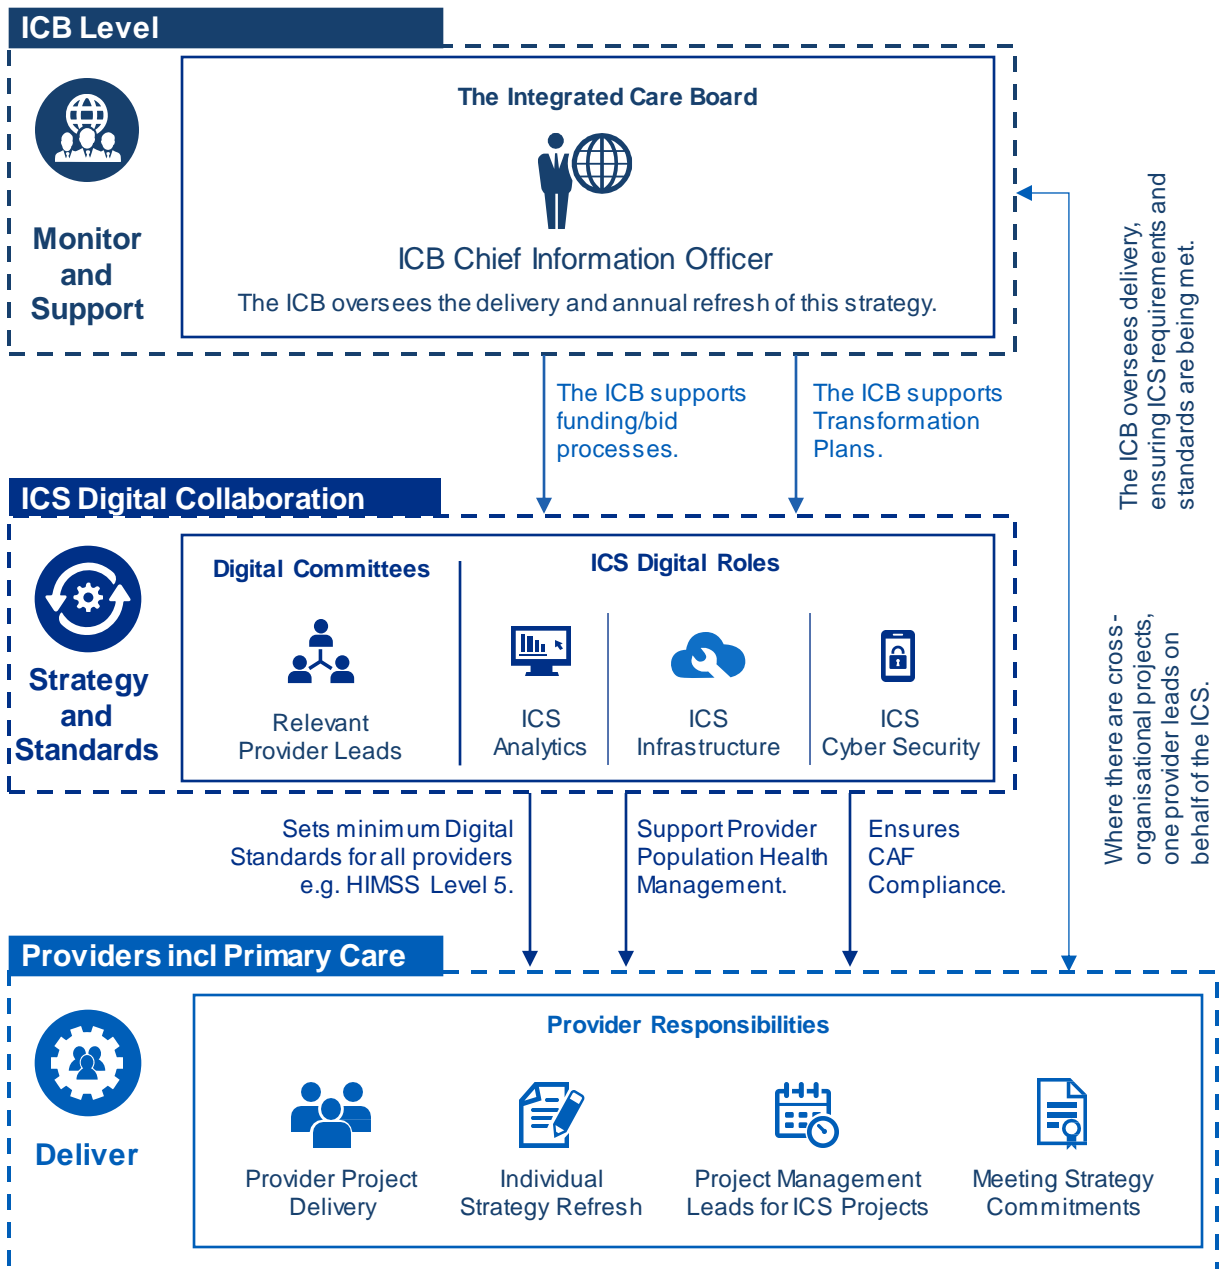 ICB Level
The Integrated Care Board
Monitor
and
Support
ICB Chief Information Officer
The ICB oversees the delivery and annual refresh of this strategy.
The ICB supports
funding/bid
processes.
The ICB supports
Transformation
Plans.
The ICB oversees delivery,
ensuring ICS requirements and
standards are being met.
ICS Digital Collaboration
Strategy
and
Standards
Digital Committees
Relevant
Provider Leads
ICS Digital Roles
ICS
Analytics
ICS
Infrastructure
ICS
Cyber Security
Where there are cross-
organisational projects,
one provider leads on
behalf of the ICS.
Sets minimum Digital
Standards for all providers
e.g. HIMSS Level 5.
Support Provider
Population Health
Management.
Ensures
CAF
Compliance.
Providers incl Primary Care
Deliver
Provider Responsibilities
Provider Project
Delivery
Individual
Strategy Refresh
Project Management
Leads for ICS Projects
Meeting Strategy
Commitments